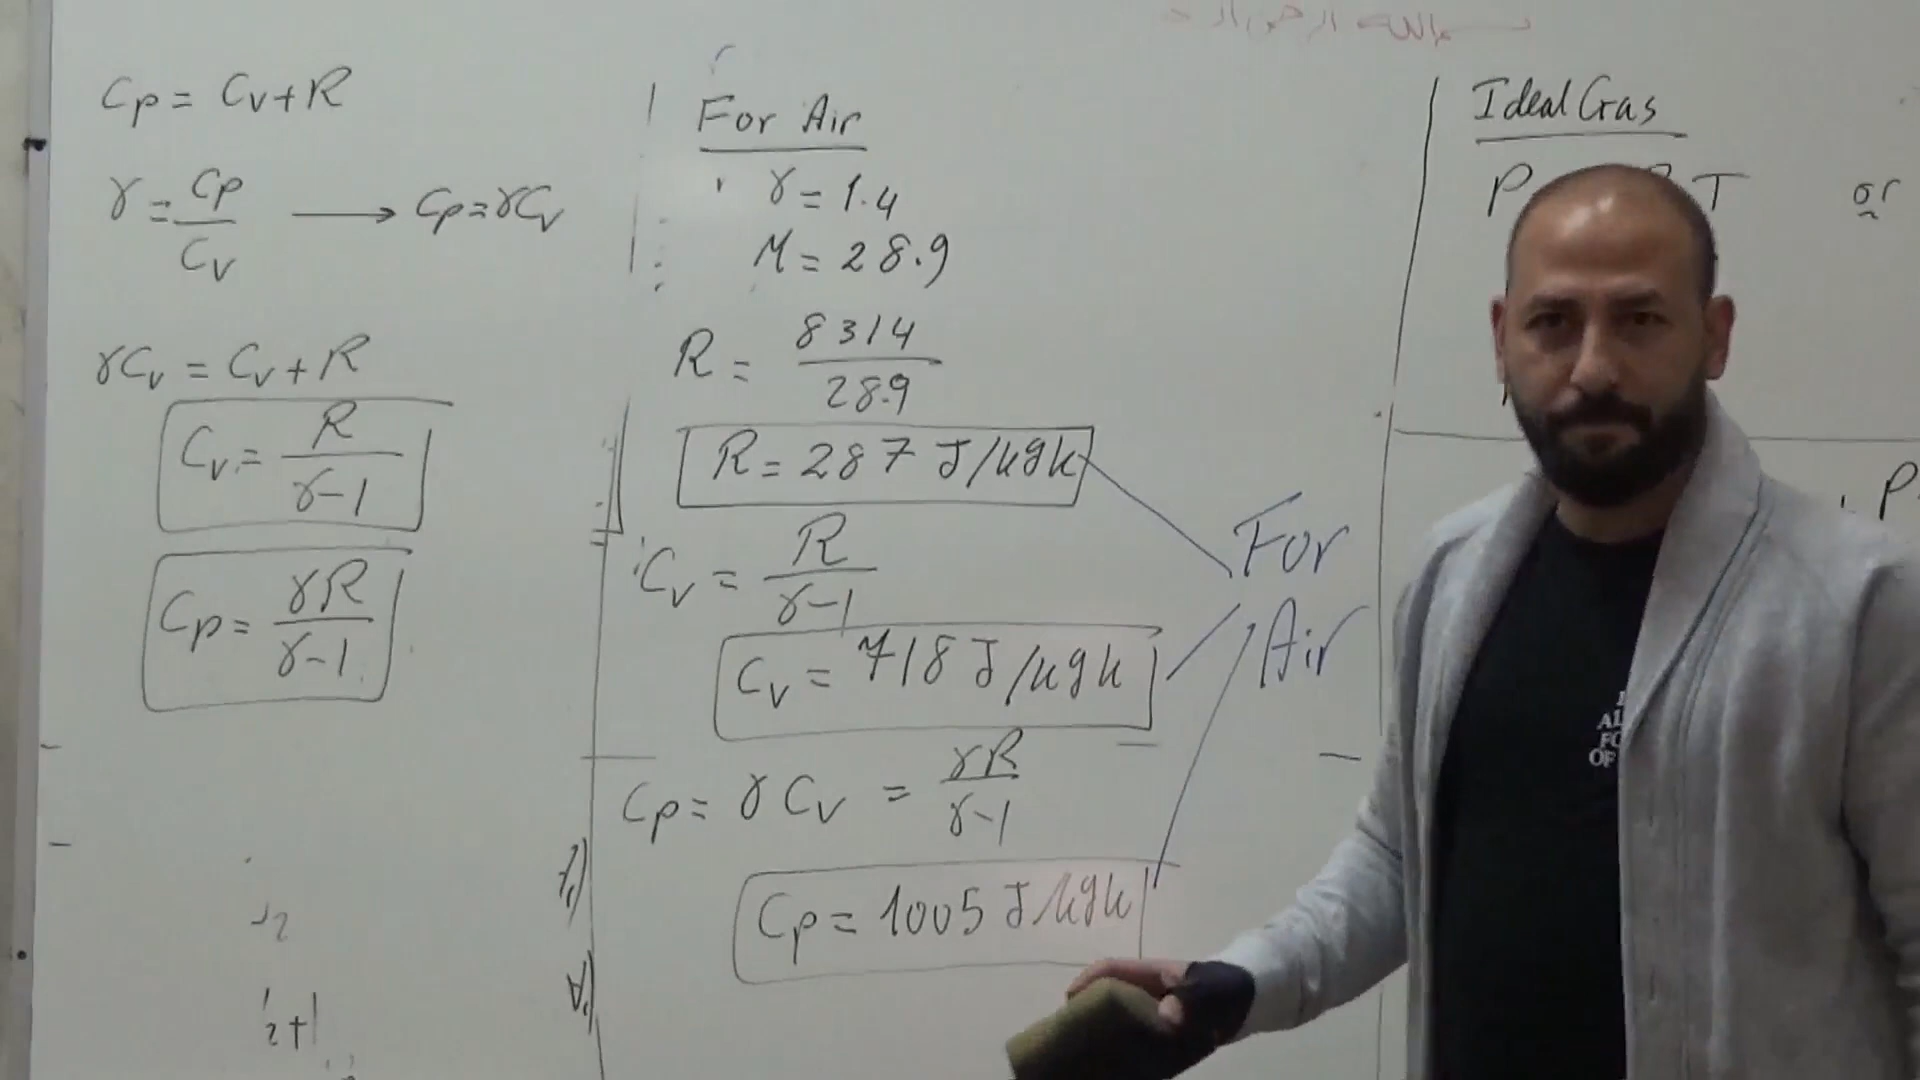 Cp = Cv + R
γ = Cp / Cv → Cp = γCv
γCv = Cv + R
Cv = R / γ-1
Cp = γR / γ-1
For Air
γ = 1.4
M = 28.9
R = 8314 / 28.9
R = 287 J/kgk
Cv = R / γ-1
Cv = 718 J/kgk
Cp = γCv = γR / γ-1
Cp = 1005 J/kgk
For
Air
Ideal Gas
P
T
or
P